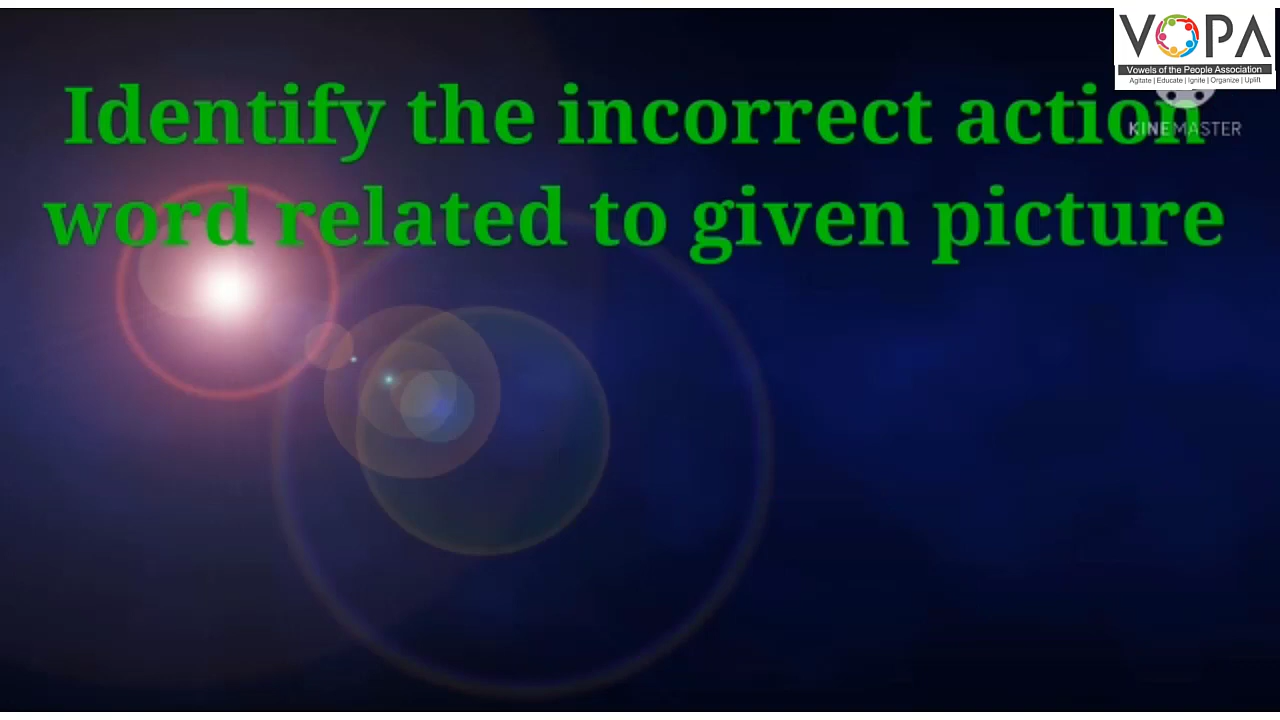 VOPA
Vowels of the People Association
Agitate | Educate | Ignite | Organize | Uplift
Identify the incorrect action
KINEMASTER
word related to given picture